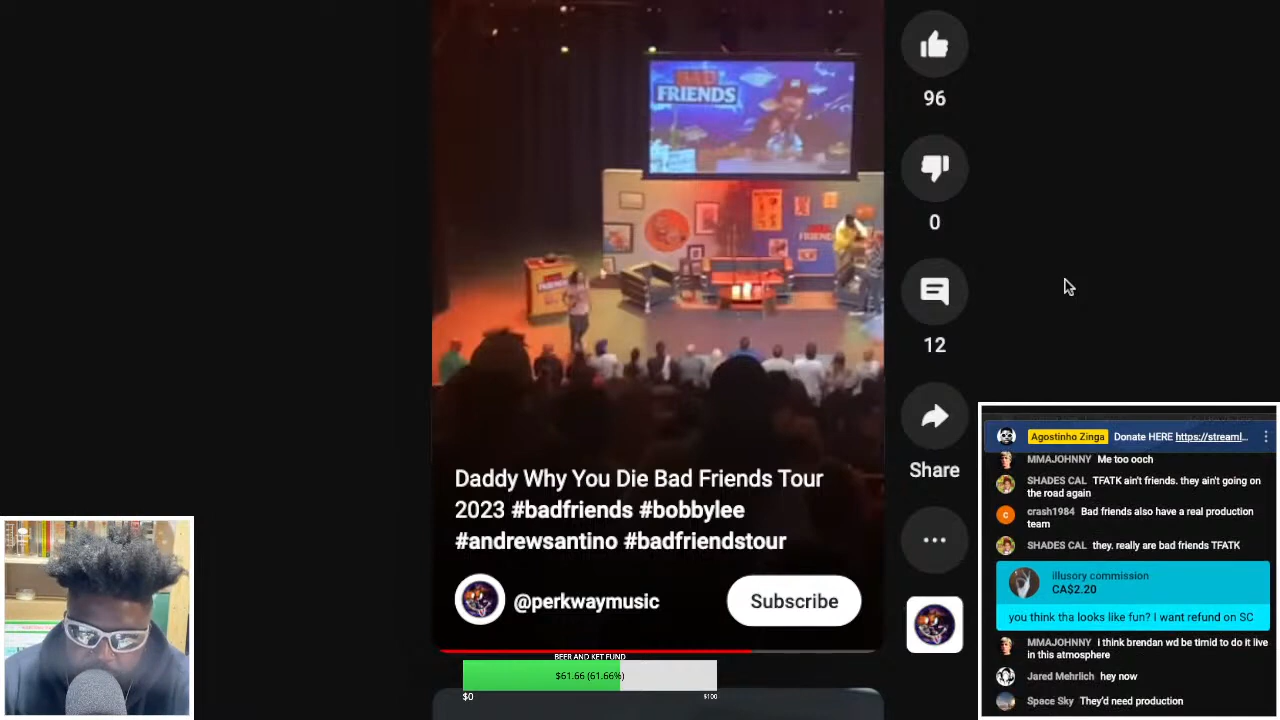 BAD
FRIENDS
96
0
12
Share
BAD
FRIENDS
Daddy Why You Die Bad Friends Tour
2023 #badfriends #bobbylee
#andrewsantino #badfriendstour
@perkwaymusic
Subscribe
BEER AND KET FUND
$61.66 (61.66%)
$0
$100
Agostinho Zinga Donate HERE https://streaml...
MMAJOHNNY Me too ooch
SHADES CAL TFATK ain't friends. they ain't going on
the road again
crash1984 Bad friends also have a real production
team
SHADES CAL they. really are bad friends TFATK
illusory commission
CA$2.20
you think tha looks like fun? I want refund on SC
MMAJOHNNY i think brendan wd be timid to do it live
in this atmosphere
Jared Mehrlich hey now
Space Sky They'd need production